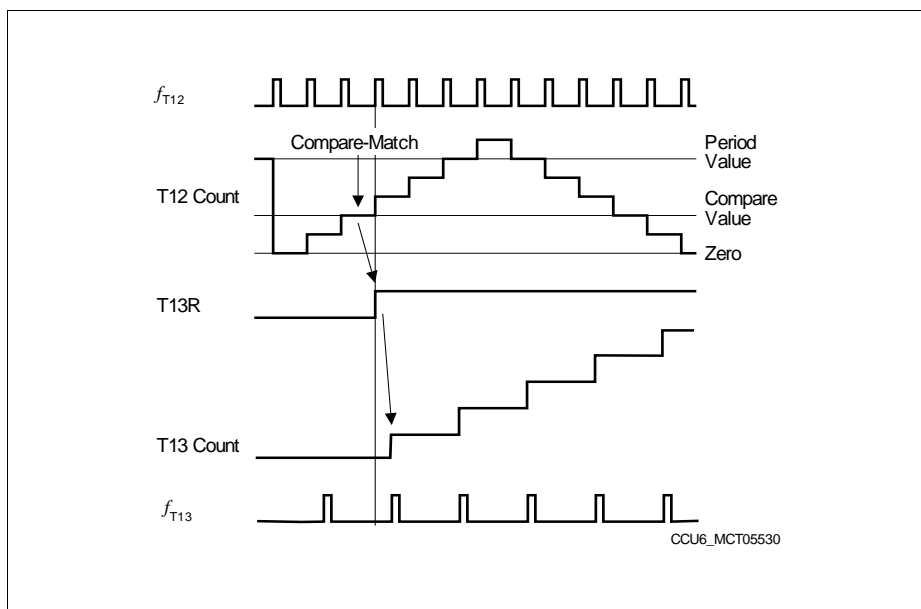 fT12
Compare-Match
Period
Value
T12 Count
Compare
Value
Zero
T13R
T13 Count
fT13
CCU6_MCT05530